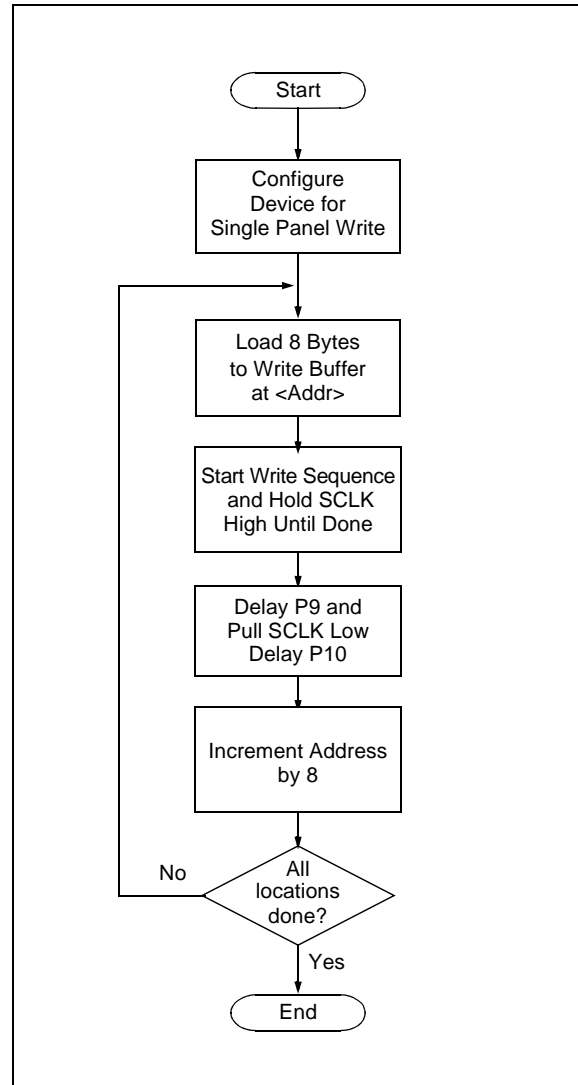 Start
Configure
Device for
Single Panel Write
Load 8 Bytes
to Write Buffer
at <Addr>
Start Write Sequence
and Hold SCLK
High Until Done
Delay P9 and
Pull SCLK Low
Delay P10
Increment Address
by 8
No
All
locations
done?
Yes
End